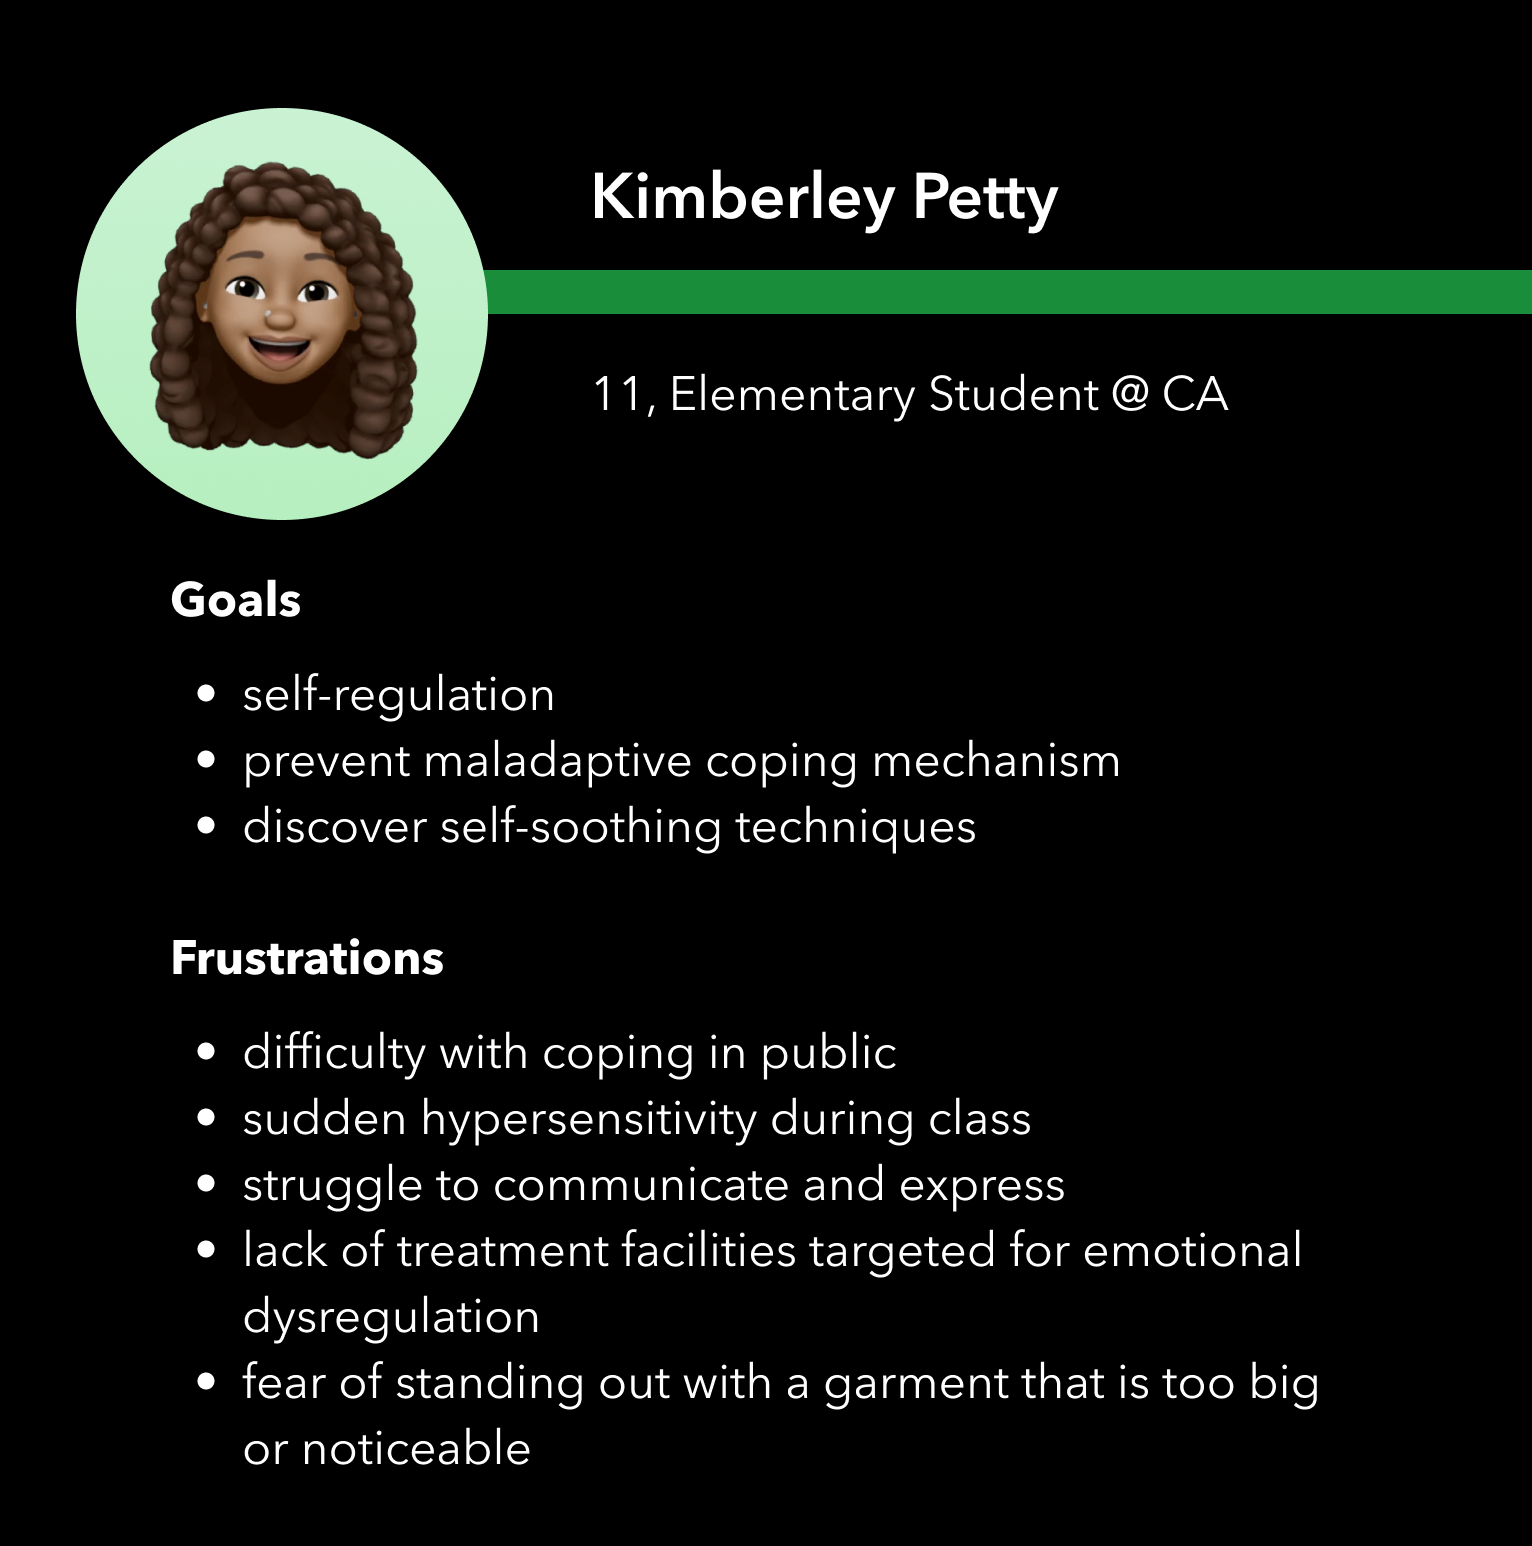 Kimberley Petty
11, Elementary Student @ CA
Goals
• self-regulation
• prevent maladaptive coping mechanism
• discover self-soothing techniques
Frustrations
• difficulty with coping in public
• sudden hypersensitivity during class
• struggle to communicate and express
• lack of treatment facilities targeted for emotional
dysregulation
• fear of standing out with a garment that is too big
or noticeable